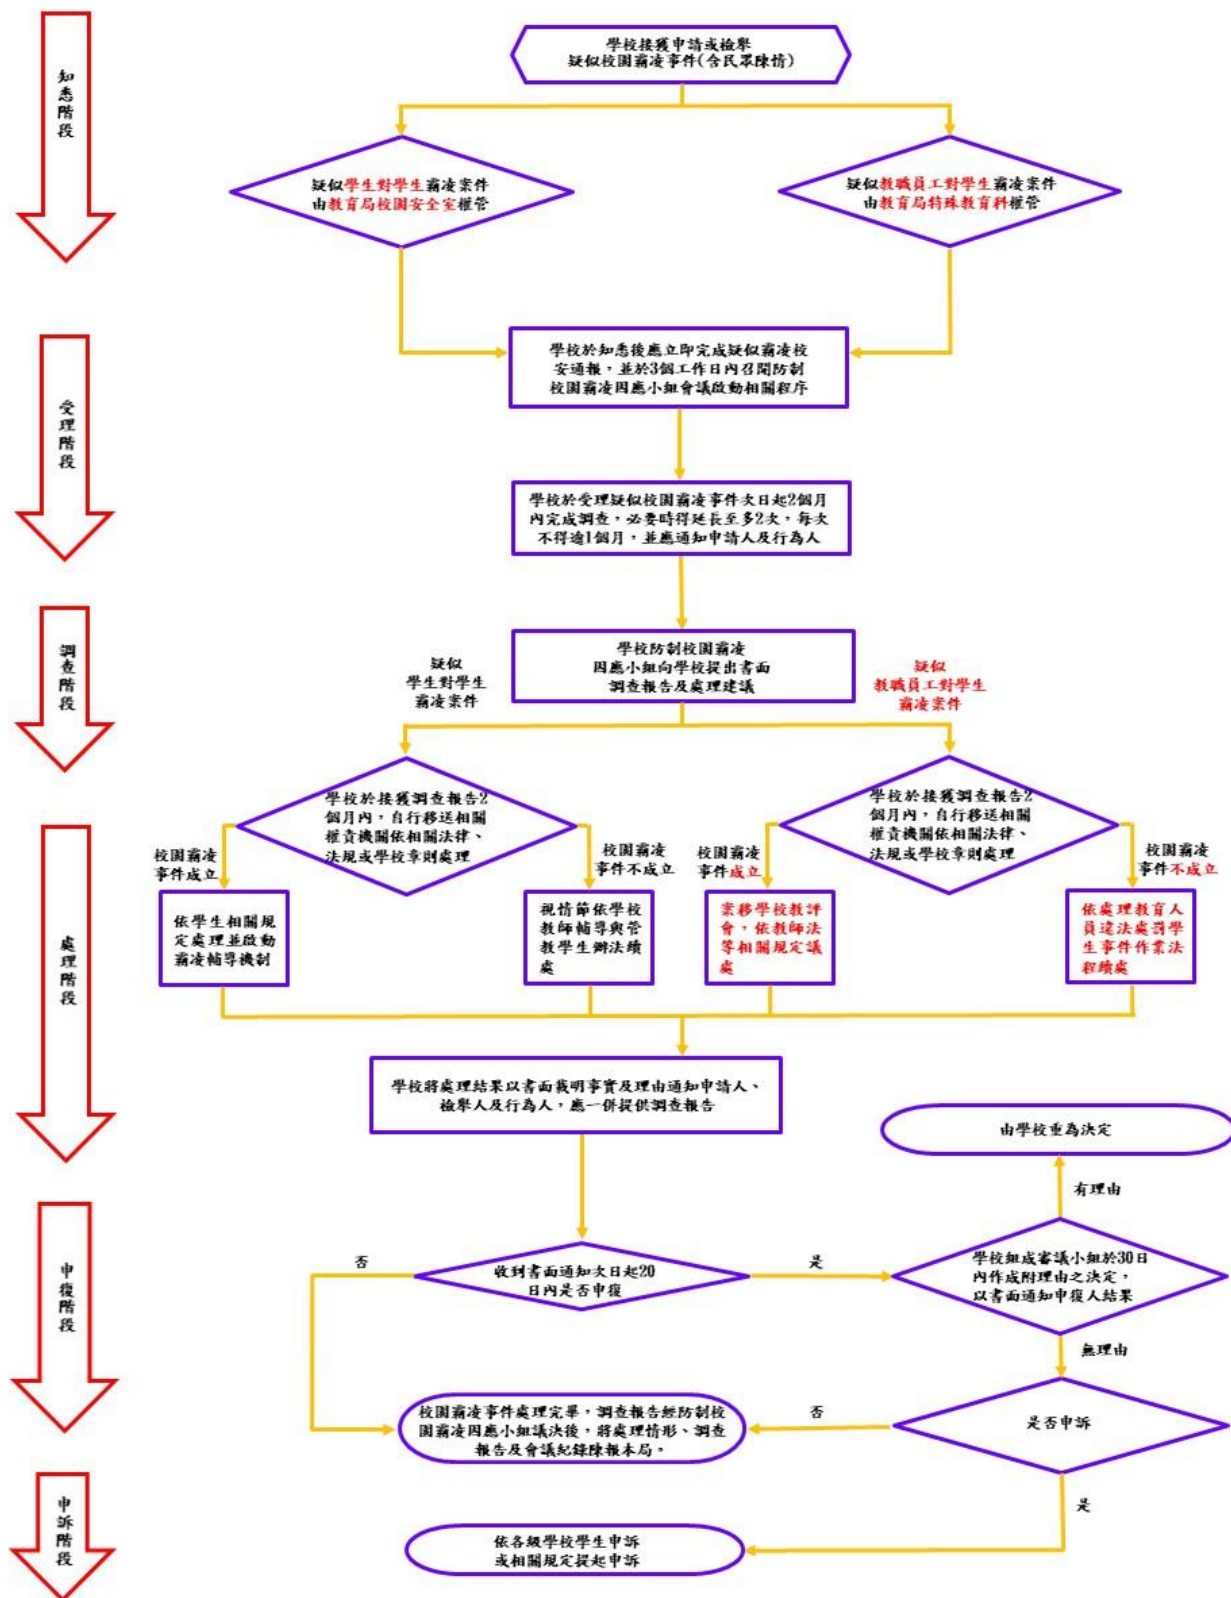 知悉階段
學校接獲申請或檢舉
疑似校園霸凌事件(含民眾陳情)
疑似學生對學生霸凌案件
由教育局校園安全室權管
疑似教職員工對學生霸凌案件
由教育局特殊教育科權管
受理階段
學校於知悉後應立即完成疑似霸凌校
安通報，並於3個工作日內召開防制
校園霸凌因應小組會議啟動相關程序
學校於受理疑似校園霸凌事件次日起2個月
內完成調查，必要時得延長至多2次，每次
不得逾1個月，並應通知申請人及行為人
調查階段
學校防制校園霸凌
因應小組向學校提出書面
調查報告及處理建議
疑似
學生對學生
霸凌案件
疑似
教職員工對學生
霸凌案件
處理階段
學校於接獲調查報告2
個月內，自行移送相關
權責機關依相關法律、
法規或學校章則處理
學校於接獲調查報告2
個月內，自行移送相關
權責機關依相關法律、
法規或學校章則處理
校園霸凌
事件成立
校園霸凌
事件不成立
校園霸凌
事件成立
校園霸凌
事件不成立
依學生相關規
定處理並啟動
霸凌輔導機制
視情節依學校
教師輔導與管
教學生辦法續
處
案移學校教評
會，依教師法
等相關規定議
處
依處理教育人
員違法處罰學
生事件作業法
程續處
學校將處理結果以書面載明事實及理由通知申請人、
檢舉人及行為人，應一併提供調查報告
申復階段
收到書面通知次日起20
日內是否申復
否
是
由學校重為決定
有理由
學校組成審議小組於30日
內作成附理由之決定，
以書面通知申復人結果
無理由
是否申訴
否
是
校園霸凌事件處理完畢，調查報告經防制校
園霸凌因應小組議決後，將處理情形、調查
報告及會議紀錄陳報本局。
申訴階段
依各級學校學生申訴
或相關規定提起申訴